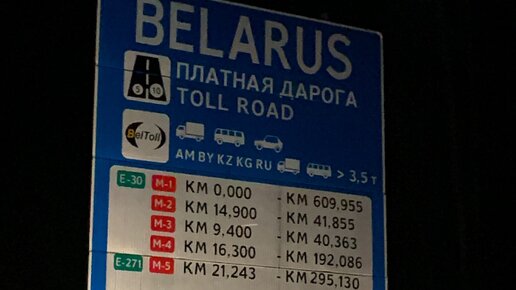 BELARUS
5 10 ПЛАТНАЯ ДАРОГА
TOLL ROAD
BelToll
AM BY KZ KG RU > 3,5 т
E-30 M-1 KM 0,000 - KM 609,955
M-2 KM 14,900 - KM 41,855
M-3 KM 9,400 - KM 40,363
M-4 KM 16,300 - KM 192,086
E-271 M-5 KM 21,243 - KM 295,130